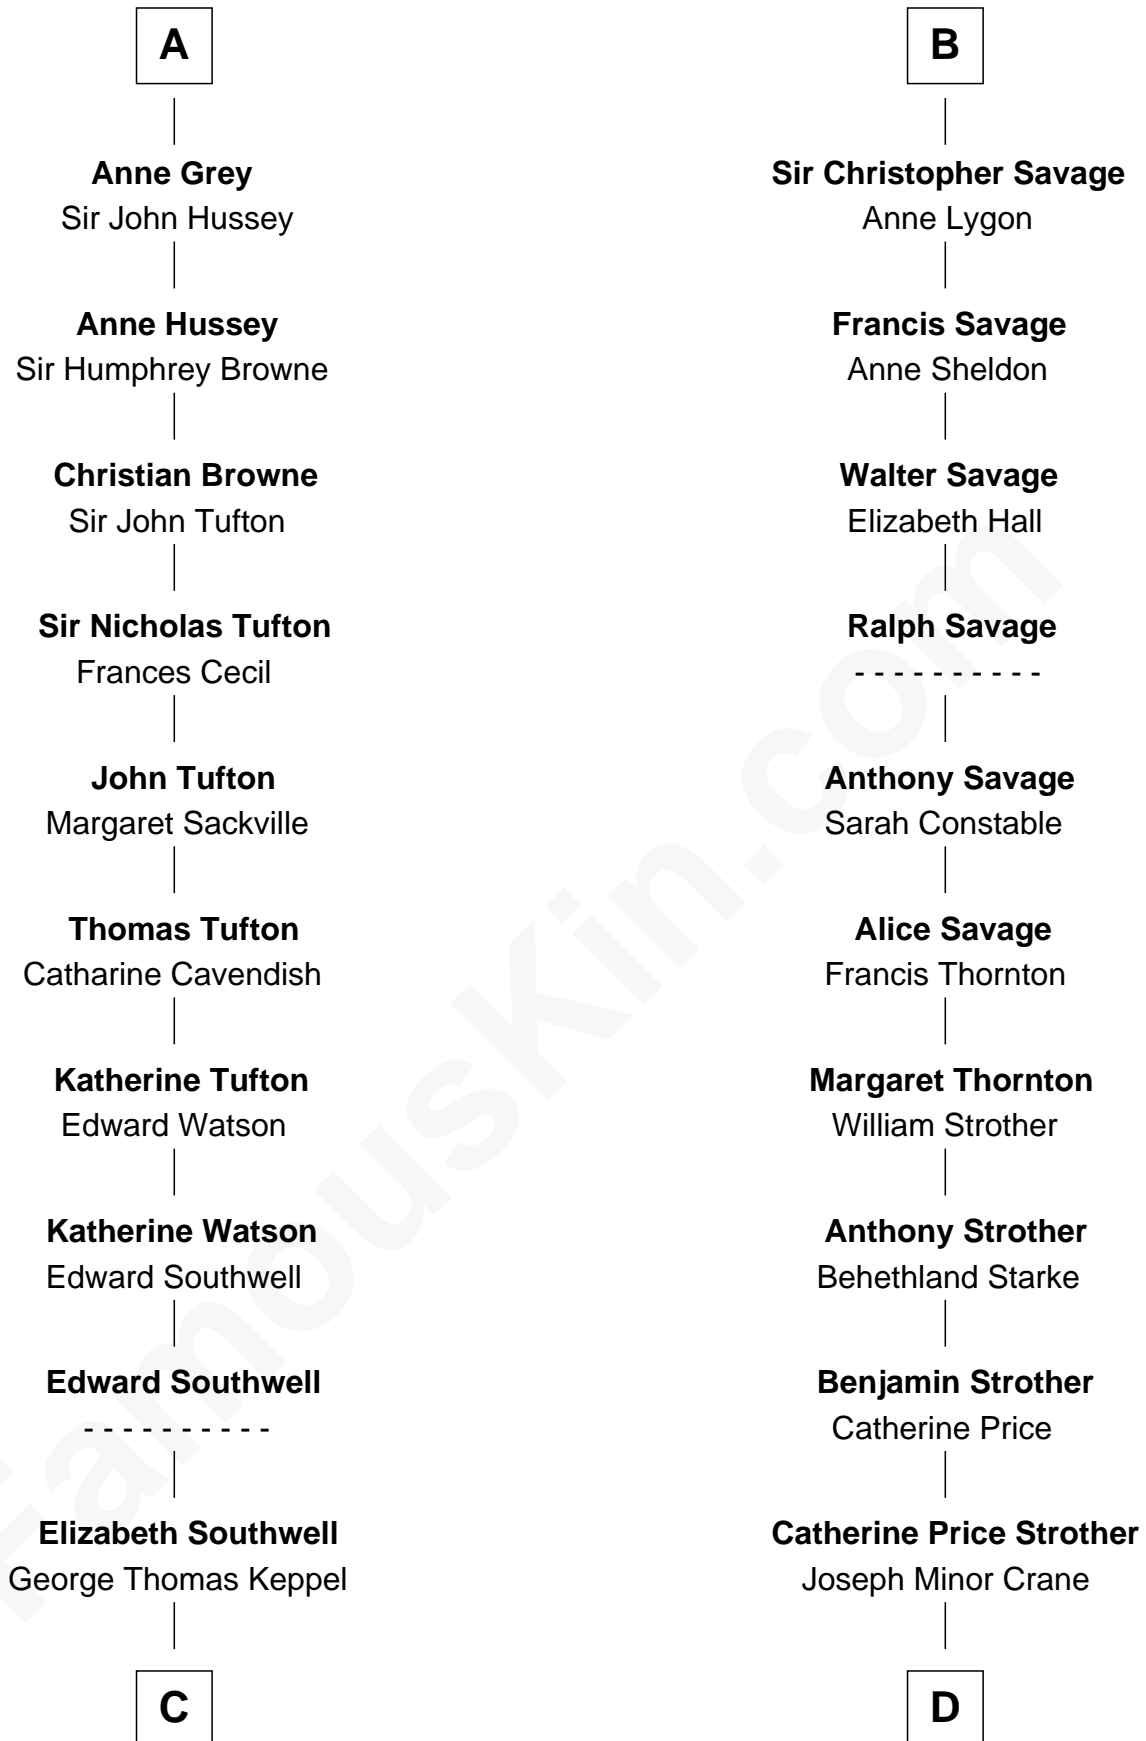 A
Anne Grey
Sir John Hussey
Anne Hussey
Sir Humphrey Browne
Christian Browne
Sir John Tufton
Sir Nicholas Tufton
Frances Cecil
John Tufton
Margaret Sackville
Thomas Tufton
Catharine Cavendish
Katherine Tufton
Edward Watson
Katherine Watson
Edward Southwell
Edward Southwell
- - - - - - - - - -
Elizabeth Southwell
George Thomas Keppel
C
B
Sir Christopher Savage
Anne Lygon
Francis Savage
Anne Sheldon
Walter Savage
Elizabeth Hall
Ralph Savage
- - - - - - - - - -
Anthony Savage
Sarah Constable
Alice Savage
Francis Thornton
Margaret Thornton
William Strother
Anthony Strother
Behethland Starke
Benjamin Strother
Catherine Price
Catherine Price Strother
Joseph Minor Crane
D
FamousKin.com